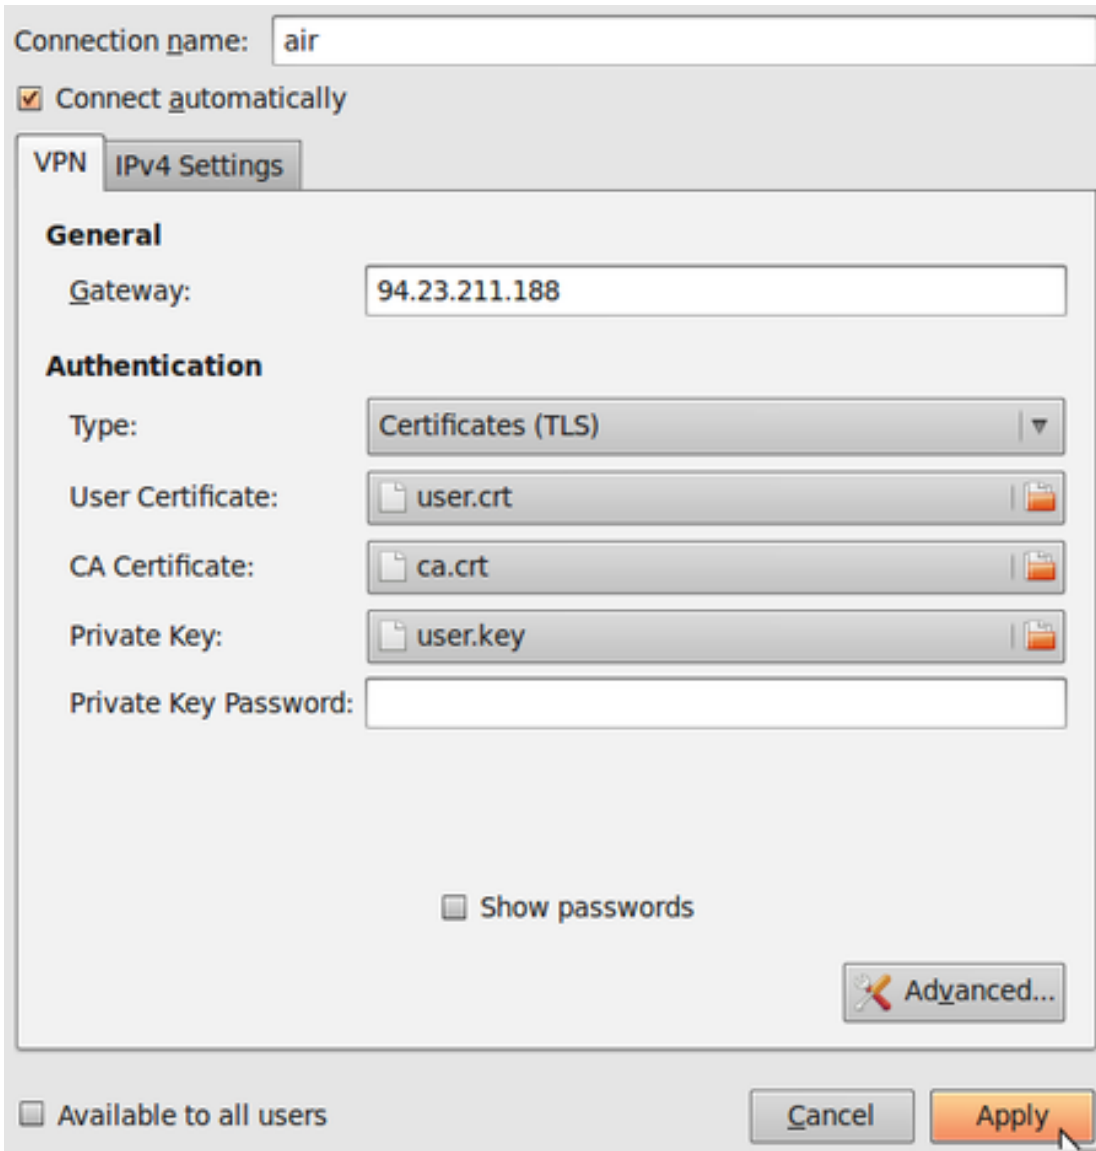 Connection name: air
Connect automatically
VPN IPv4 Settings
General
Gateway: 94.23.211.188
Authentication
Type: Certificates (TLS)
User Certificate: user.crt
CA Certificate: ca.crt
Private Key: user.key
Private Key Password:
Show passwords
Advanced...
Available to all users Cancel Apply